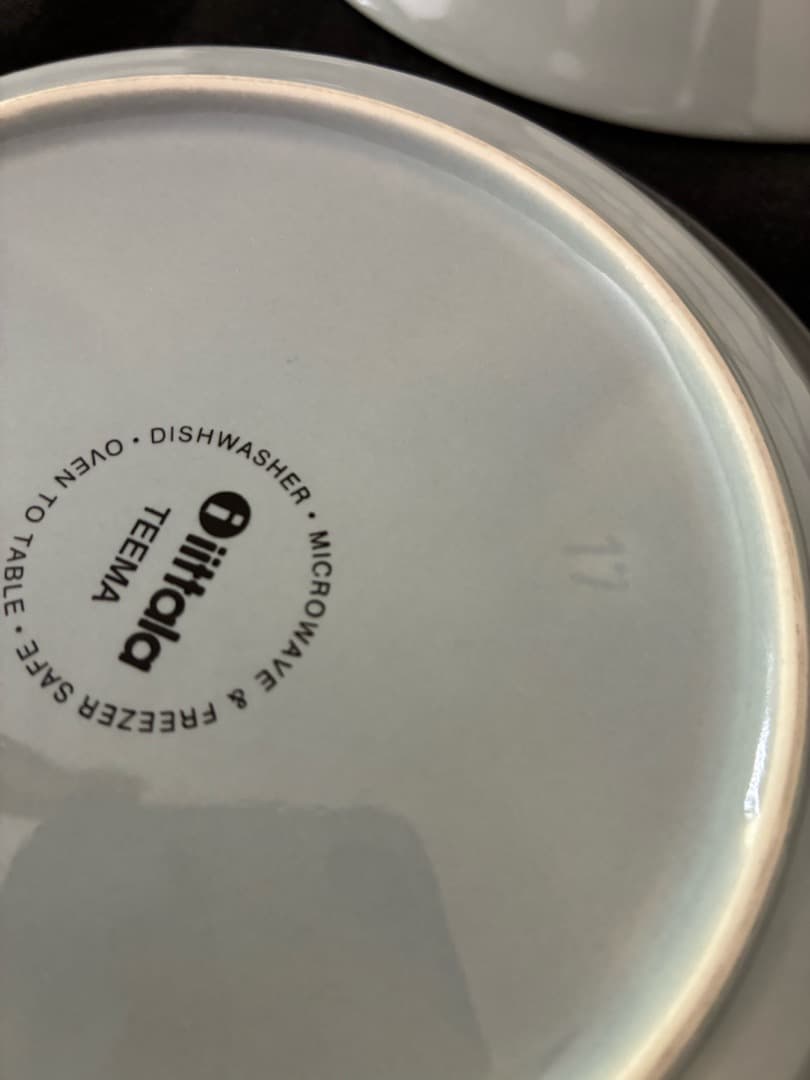 iittala
TEEMA
OVEN TO TABLE • DISHWASHER • MICROWAVE & FREEZER SAFE •
17